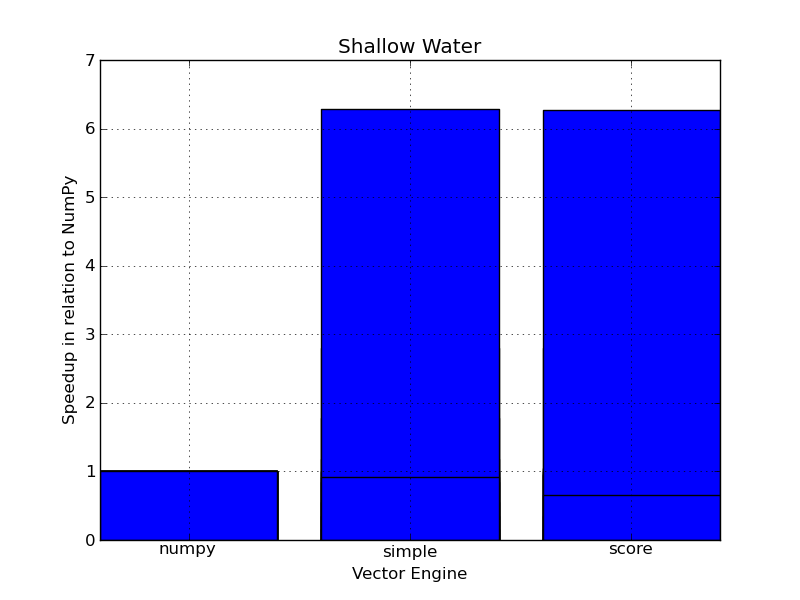 Shallow Water
7
6
5
4
3
2
1
0
Speedup in relation to NumPy
numpy simple score
Vector Engine